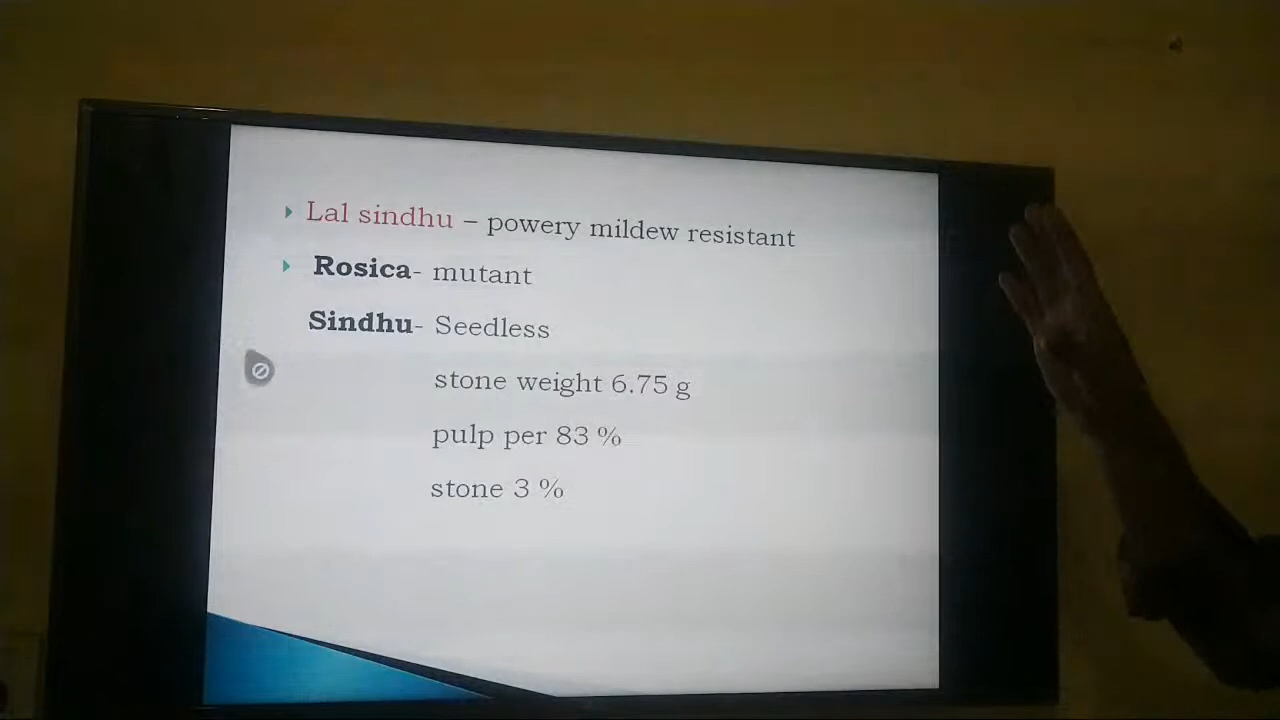 Lal sindhu – powery mildew resistant
Rosica- mutant
Sindhu- Seedless
stone weight 6.75 g
pulp per 83 %
stone 3 %